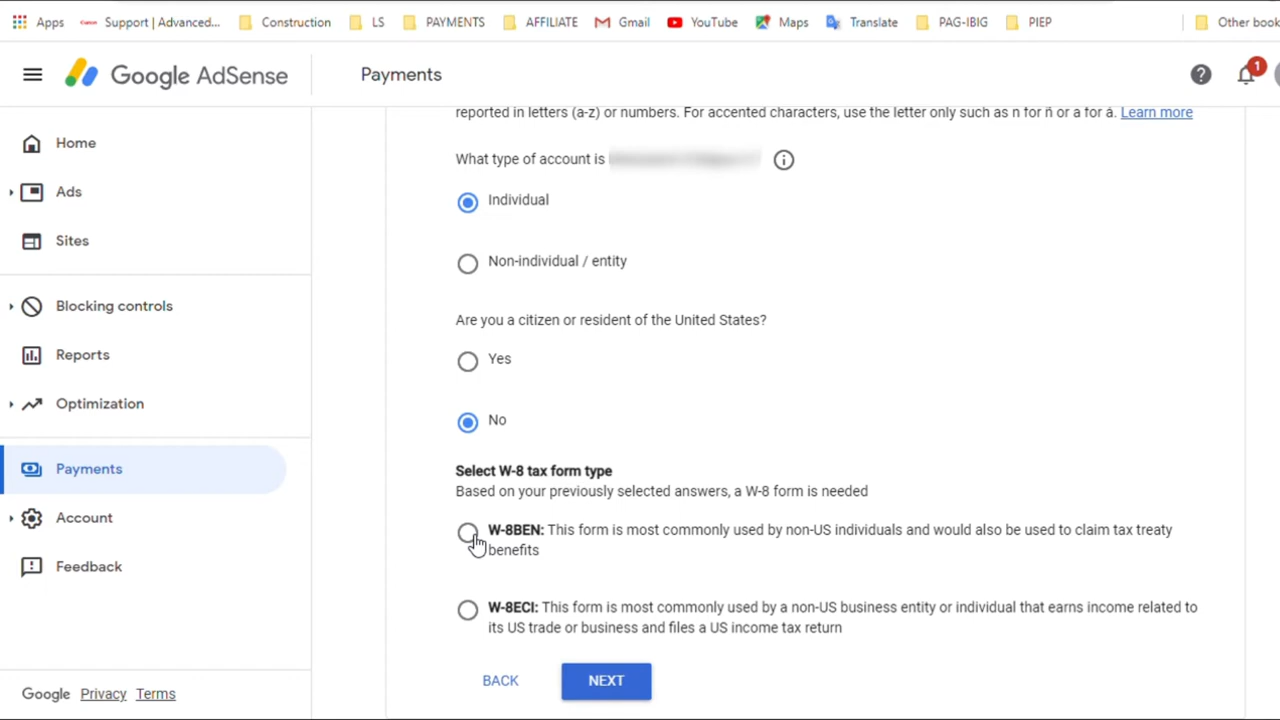 Apps
Support | Advanced...
Construction
LS
PAYMENTS
AFFILIATE
Gmail
YouTube
Maps
Translate
PAG-IBIG
PIEP
Other book
Google AdSense
Payments
?
1
Home
Ads
Sites
Blocking controls
Reports
Optimization
Payments
Account
Feedback
Google Privacy Terms
reported in letters (a-z) or numbers. For accented characters, use the letter only such as n for ñ or a for á. Learn more
What type of account is
Individual
Non-individual / entity
Are you a citizen or resident of the United States?
Yes
No
Select W-8 tax form type
Based on your previously selected answers, a W-8 form is needed
W-8BEN: This form is most commonly used by non-US individuals and would also be used to claim tax treaty
benefits
W-8ECI: This form is most commonly used by a non-US business entity or individual that earns income related to
its US trade or business and files a US income tax return
BACK
NEXT